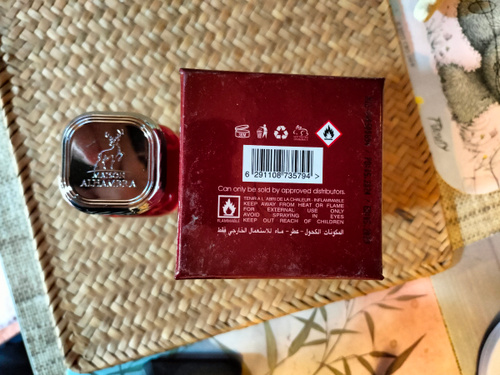 MAISON
ALHAMBRA
6 291108 735794 >
Can only be sold by approved distributors.
TENIR A L'ABRI DE LA CHALEUR - INFLAMMABLE
KEEP AWAY FROM HEAT OR FLAME
FOR EXTERNAL USE ONLY
AVOID SPRAYING IN EYES
KEEP OUT REACH OF CHILDREN
FLAMMABLE
المكونات :الكحول - عطر - ماء للاستعمال الخارجي فقط